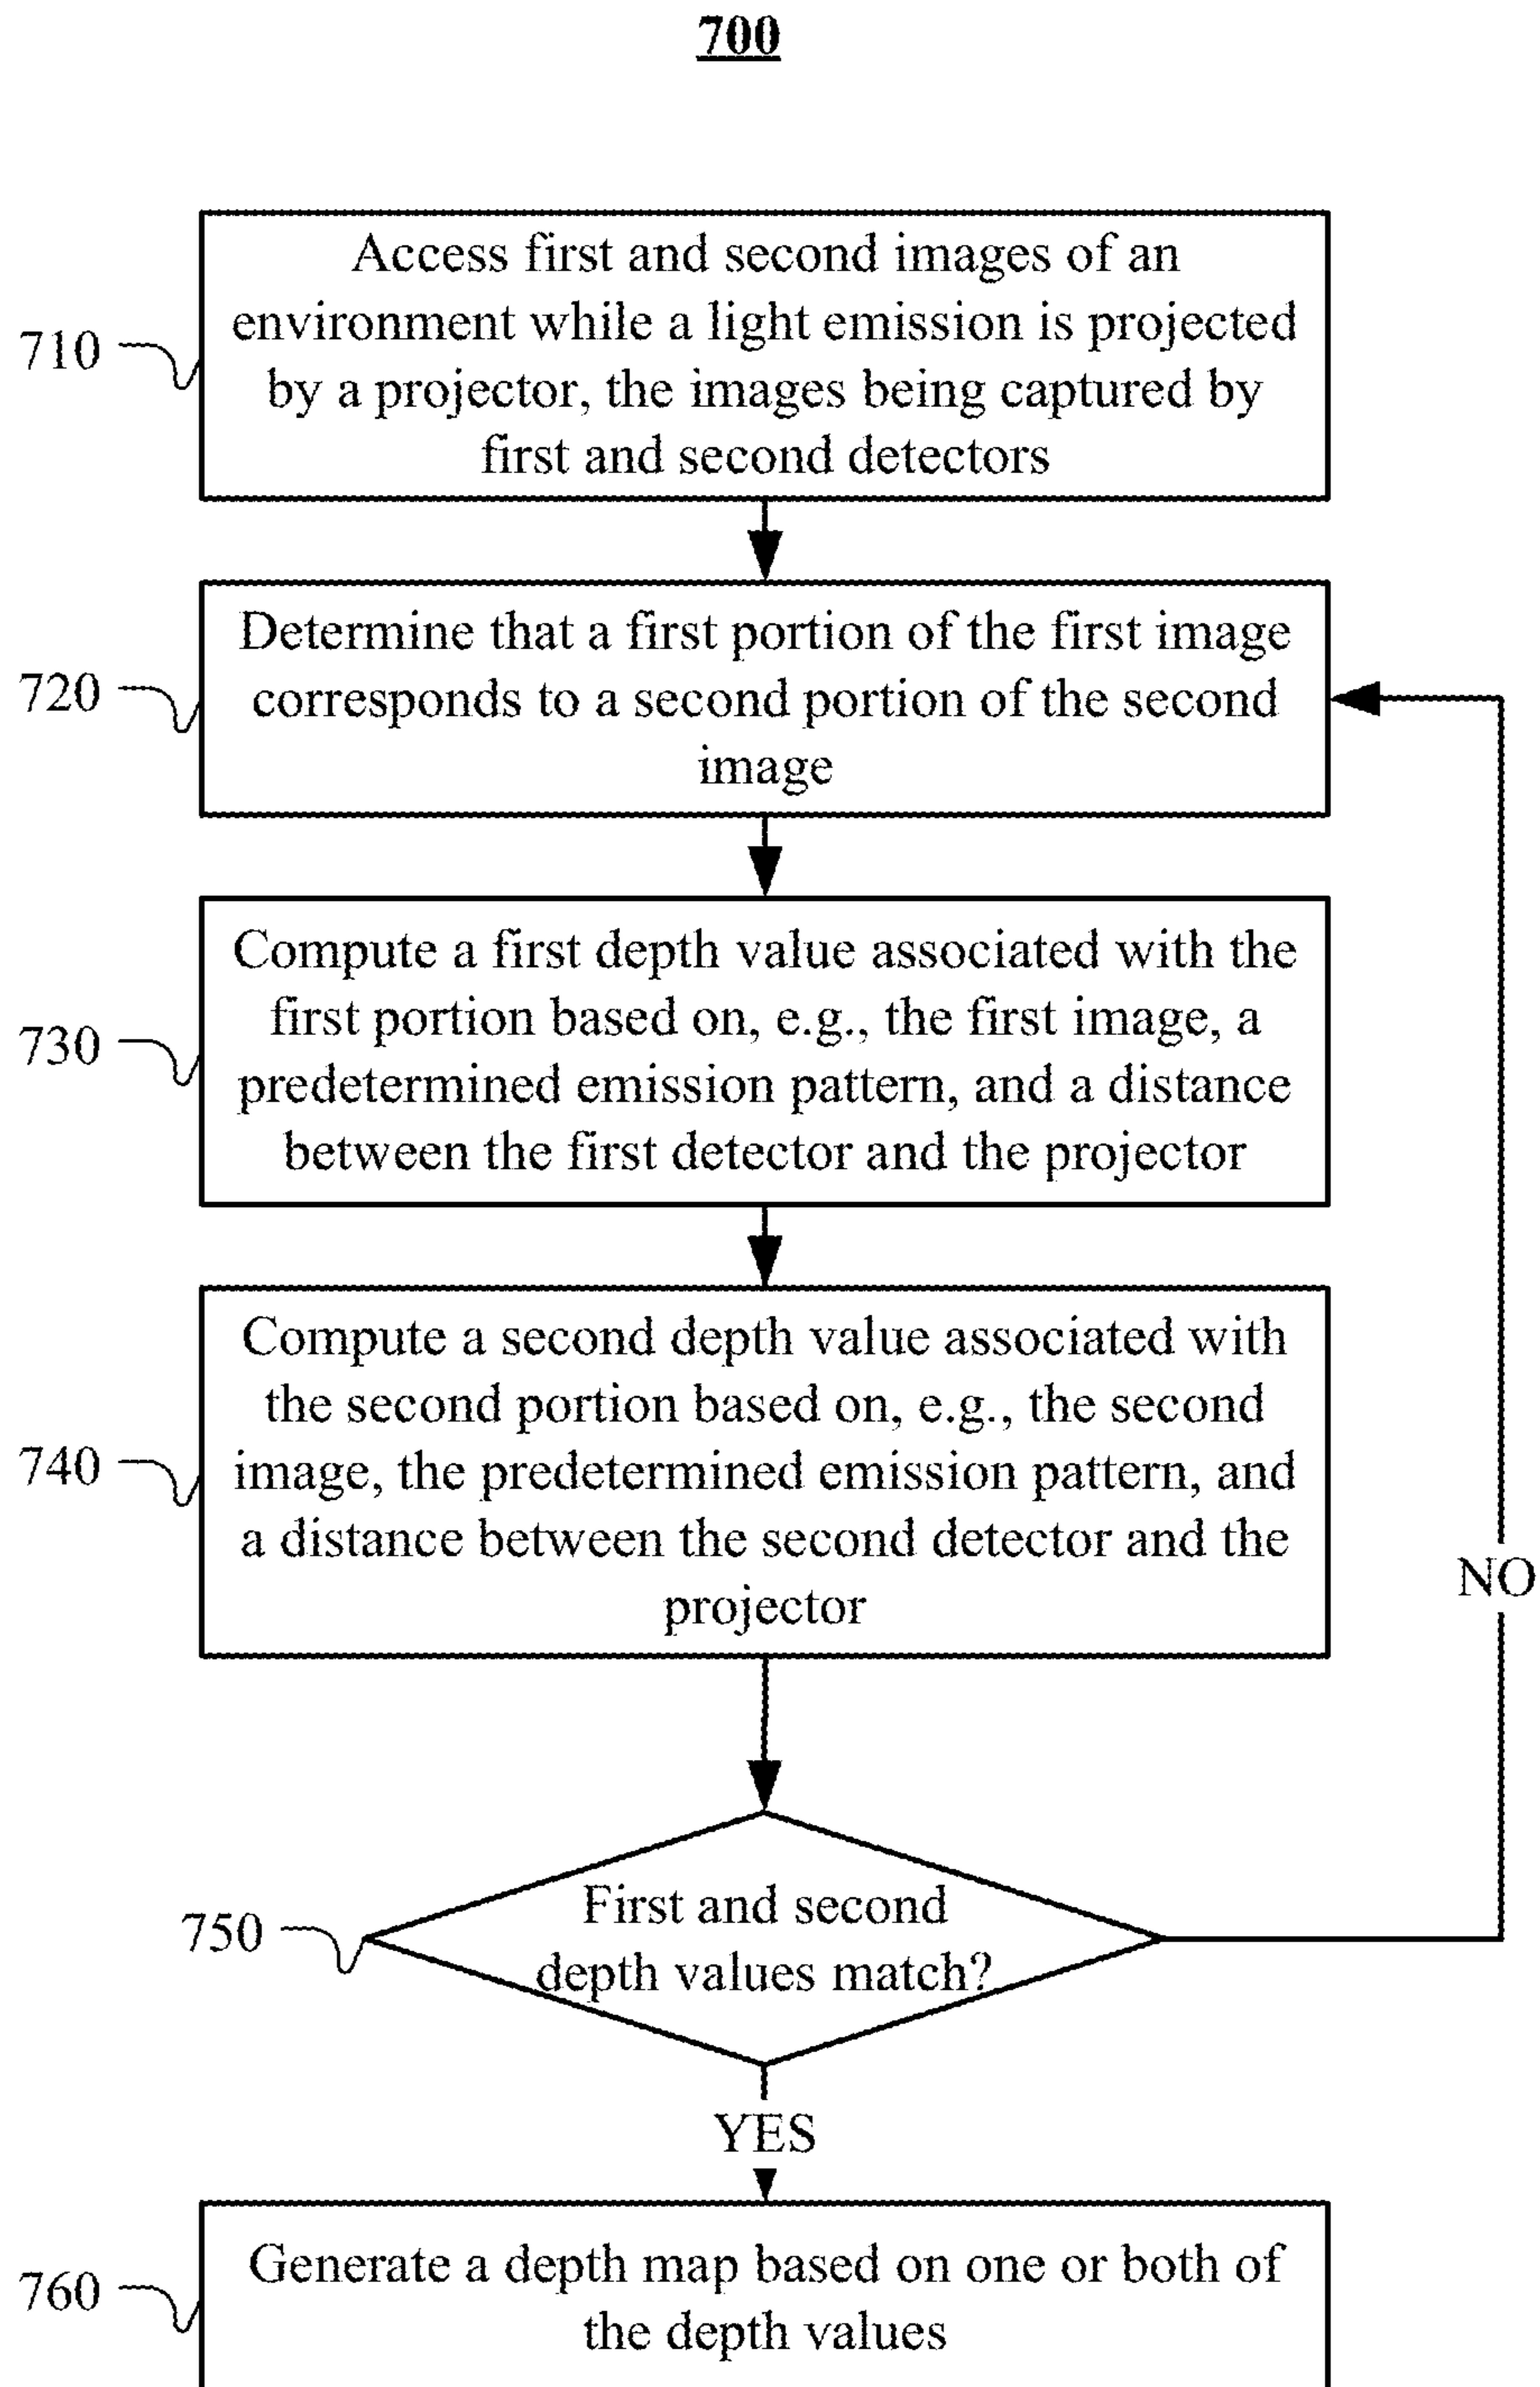 700
Access first and second images of an
environment while a light emission is projected
by a projector, the images being captured by
first and second detectors
710
Determine that a first portion of the first image
corresponds to a second portion of the second
image
720
Compute a first depth value associated with the
first portion based on, e.g., the first image, a
predetermined emission pattern, and a distance
between the first detector and the projector
730
Compute a second depth value associated with
the second portion based on, e.g., the second
image, the predetermined emission pattern, and
a distance between the second detector and the
projector
740
NO
First and second
depth values match?
750
YES
Generate a depth map based on one or both of
the depth values
760